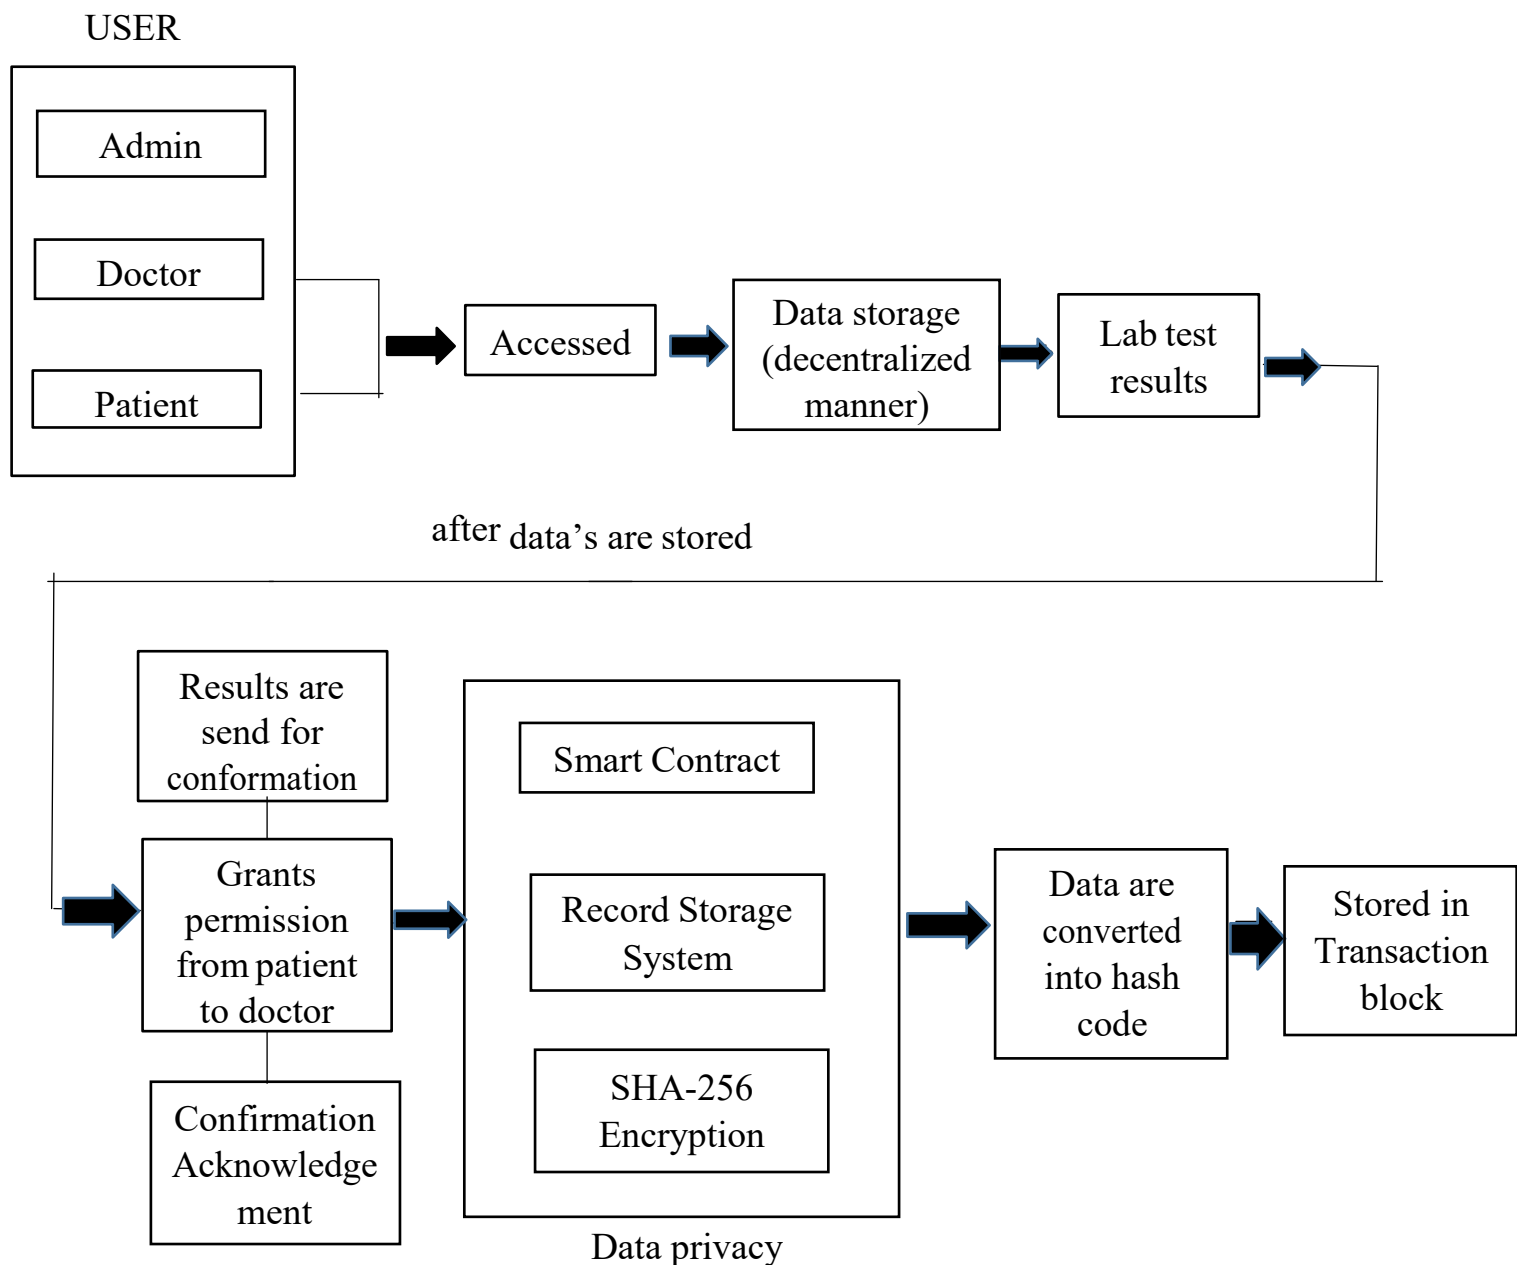 USER
Admin
Doctor
Patient
Accessed
Data storage
(decentralized
manner)
Lab test
results
after data’s are stored
Results are
send for
conformation
Grants
permission
from patient
to doctor
Confirmation
Acknowledge
ment
Smart Contract
Record Storage
System
SHA-256
Encryption
Data privacy
Data are
converted
into hash
code
Stored in
Transaction
block